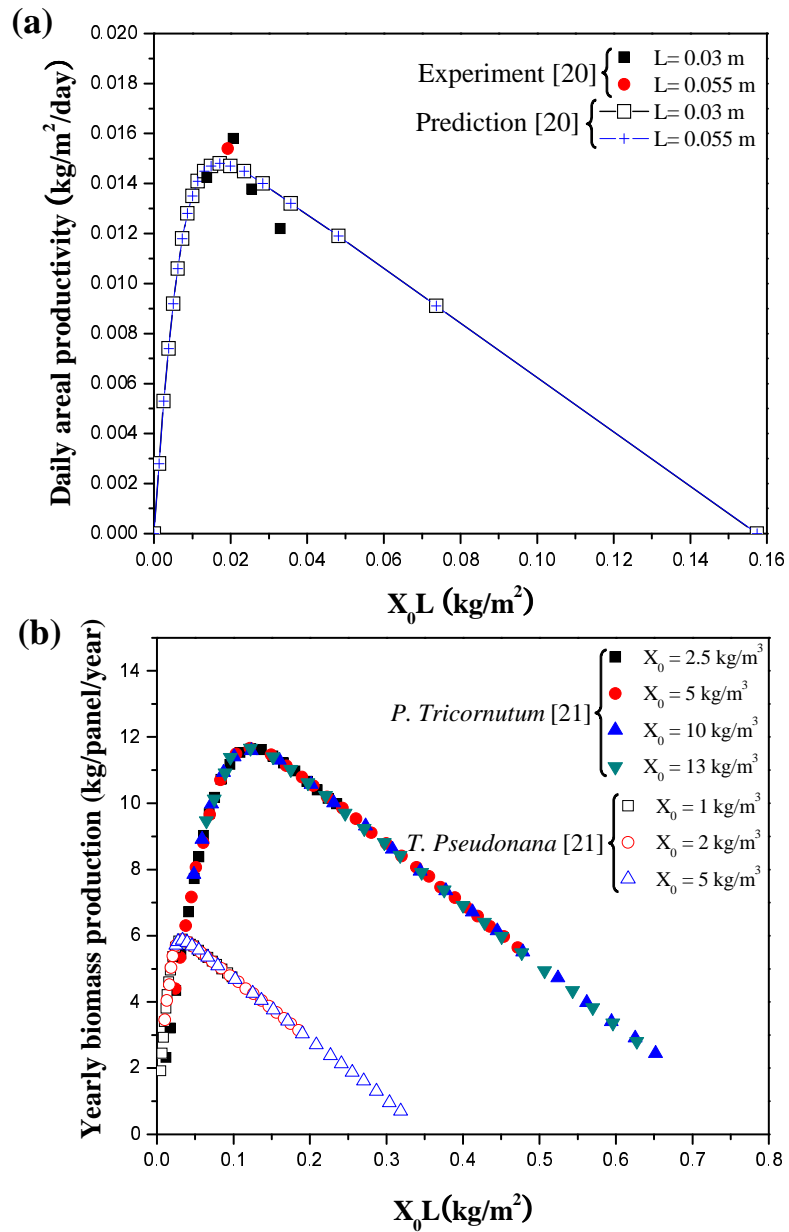 (a)
0.020
0.018
0.016
0.014
0.012
0.010
0.008
0.006
0.004
0.002
0.000
Daily areal productivity (kg/m²/day)
Experiment [20]
L= 0.03 m
L= 0.055 m
Prediction [20]
L= 0.03 m
L= 0.055 m
0.00 0.02 0.04 0.06 0.08 0.10 0.12 0.14 0.16
X₀L (kg/m²)
(b)
14
12
10
8
6
4
2
0
Yearly biomass production (kg/panel/year)
P. Tricornutum [21]
X₀ = 2.5 kg/m³
X₀ = 5 kg/m³
X₀ = 10 kg/m³
X₀ = 13 kg/m³
T. Pseudonana [21]
X₀ = 1 kg/m³
X₀ = 2 kg/m³
X₀ = 5 kg/m³
0.0 0.1 0.2 0.3 0.4 0.5 0.6 0.7 0.8
X₀L(kg/m²)